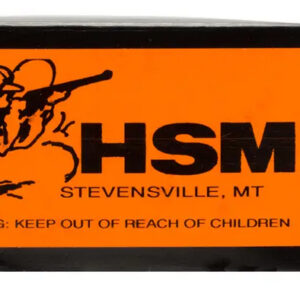 HSM
STEVENSVILLE, MT
G: KEEP OUT OF REACH OF CHILDREN